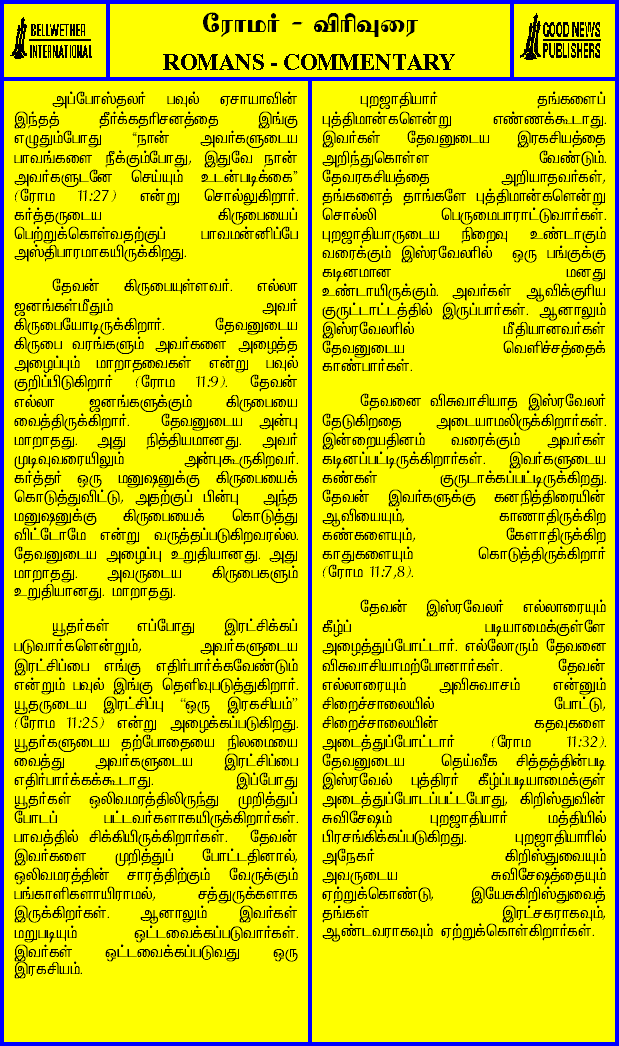 BELLWETHER
INTERNATIONAL
ரோமர் - விரிவுரை
ROMANS - COMMENTARY
GOOD NEWS
PUBLISHERS
அப்போஸ்தலர் பவுல் ஏசாயாவின்
இந்தத் தீர்க்கதரிசனத்தை இங்கு
எழுதும்போது “நான் அவர்களுடைய
பாவங்களை நீக்கும்போது, இதுவே நான்
அவர்களுடனே செய்யும் உடன்படிக்கை”
(ரோம 11:27) என்று சொல்லுகிறார்.
கர்த்தருடைய கிருபையைப்
பெற்றுக்கொள்வதற்குப் பாவமன்னிப்பே
அஸ்திபாரமாகயிருக்கிறது.
தேவன் கிருபையுள்ளவர். எல்லா
ஜனங்கள்மீதும் அவர்
கிருபையோடிருக்கிறார். தேவனுடைய
கிருபை வரங்களும் அவர்களை அழைத்த
அழைப்பும் மாறாதவைகள் என்று பவுல்
குறிப்பிடுகிறார் (ரோம 11:9). தேவன்
எல்லா ஜனங்களுக்கும் கிருபையை
வைத்திருக்கிறார். தேவனுடைய அன்பு
மாறாதது. அது நித்தியமானது. அவர்
முடிவுவரையிலும் அன்புகூருகிறவர்.
கர்த்தர் ஒரு மனுஷனுக்கு கிருபையைக்
கொடுத்துவிட்டு, அதற்குப் பின்பு அந்த
மனுஷனுக்கு கிருபையைக் கொடுத்து
விட்டோமே என்று வருத்தப்படுகிறவரல்ல.
தேவனுடைய அழைப்பு உறுதியானது. அது
மாறாதது. அவருடைய கிருபைகளும்
உறுதியானது. மாறாதது.
யூதர்கள் எப்போது இரட்சிக்கப்
படுவார்களென்றும், அவர்களுடைய
இரட்சிப்பை எங்கு எதிர்பார்க்கவேண்டும்
என்றும் பவுல் இங்கு தெளிவுபடுத்துகிறார்.
யூதருடைய இரட்சிப்பு “ஒரு இரகசியம்”
(ரோம 11:25) என்று அழைக்கப்படுகிறது.
யூதர்களுடைய தற்போதையை நிலமையை
வைத்து அவர்களுடைய இரட்சிப்பை
எதிர்பார்க்கக்கூடாது. இப்போது
யூதர்கள் ஒலிவமரத்திலிருந்து முறித்துப்
போடப் பட்டவர்களாகயிருக்கிறார்கள்.
பாவத்தில் சிக்கியிருக்கிறார்கள். தேவன்
இவர்களை முறித்துப் போட்டதினால்,
ஒலிவமரத்தின் சாரத்திற்கும் வேருக்கும்
பங்காளிகளாயிராமல், சத்துருக்களாக
இருக்கிறர்கள். ஆனாலும் இவர்கள்
மறுபடியும் ஒட்டவைக்கப்படுவார்கள்.
இவர்கள் ஒட்டவைக்கப்படுவது ஒரு
இரகசியம்.
புறஜாதியார் தங்களைப்
புத்திமான்களென்று எண்ணக்கூடாது.
இவர்கள் தேவனுடைய இரகசியத்தை
அறிந்துகொள்ள வேண்டும்.
தேவரகசியத்தை அறியாதவர்கள்,
தங்களைத் தாங்களே புத்திமான்களென்று
சொல்லி பெருமைபாராட்டுவார்கள்.
புறஜாதியாருடைய நிறைவு உண்டாகும்
வரைக்கும் இஸ்ரவேலரில் ஒரு பங்குக்கு
கடினமான மனது
உண்டாயிருக்கும். அவர்கள் ஆவிக்குரிய
குருட்டாட்டத்தில் இருப்பார்கள். ஆனாலும்
இஸ்ரவேலரில் மீதியானவர்கள்
தேவனுடைய வெளிச்சத்தைக்
காண்பார்கள்.
தேவனை விசுவாசியாத இஸ்ரவேலர்
தேடுகிறதை அடையாமலிருக்கிறார்கள்.
இன்றையதினம் வரைக்கும் அவர்கள்
கடினப்பட்டிருக்கிறார்கள். இவர்களுடைய
கண்கள் குருடாக்கப்பட்டிருக்கிறது.
தேவன் இவர்களுக்கு கனநித்திரையின்
ஆவியையும், காணாதிருக்கிற
கண்களையும், கேளாதிருக்கிற
காதுகளையும் கொடுத்திருக்கிறார்
(ரோம 11:7,8).
தேவன் இஸ்ரவேலர் எல்லாரையும்
கீழ்ப் படியாமைக்குள்ளே
அழைத்துப்போட்டார். எல்லோரும் தேவனை
விசுவாசியாமற்போனார்கள். தேவன்
எல்லாரையும் அவிசுவாசம் என்னும்
சிறைச்சாலையில் போட்டு,
சிறைச்சாலையின் கதவுகளை
அடைத்துப்போட்டார் (ரோம 11:32).
தேவனுடைய தெய்வீக சித்தத்தின்படி
இஸ்ரவேல் புத்திரர் கீழ்ப்படியாமைக்குள்
அடைத்துப்போடப்பட்டபோது, கிறிஸ்துவின்
சுவிசேஷம் புறஜாதியார் மத்தியில்
பிரசங்கிக்கப்படுகிறது. புறஜாதியாரில்
அநேகர் கிறிஸ்துவையும்
அவருடைய சுவிசேஷத்தையும்
ஏற்றுக்கொண்டு, இயேசுகிறிஸ்துவைத்
தங்கள் இரட்சகராகவும்,
ஆண்டவராகவும் ஏற்றுக்கொள்கிறார்கள்.